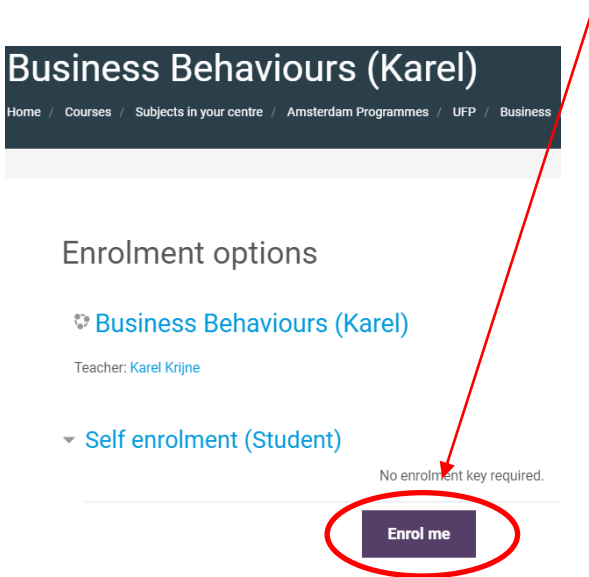 Business Behaviours (Karel)
Home / Courses / Subjects in your centre / Amsterdam Programmes / UFP / Business
Enrolment options
Business Behaviours (Karel)
Teacher: Karel Krijne
Self enrolment (Student)
No enrolment key required.
Enrol me